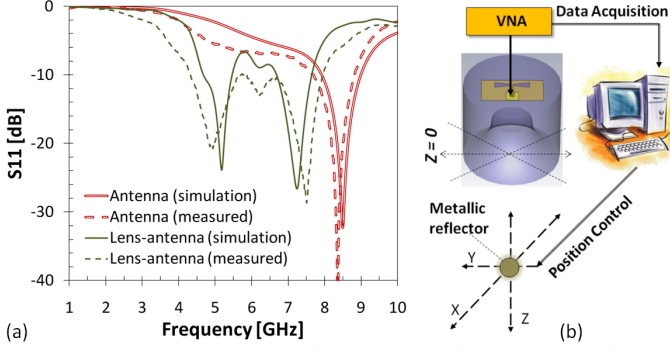 0
-10
-20
-30
-40
S11 [dB]
Antenna (simulation)
Antenna (measured)
Lens-antenna (simulation)
Lens-antenna (measured)
1 2 3 4 5 6 7 8 9 10
Frequency [GHz]
(a)
VNA
Data Acquisition
Z = 0
Metallic
reflector
Position Control
Y
X
Z
(b)